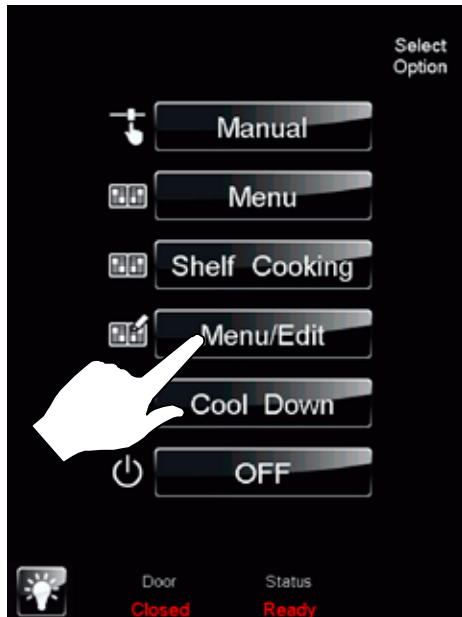 Select
Option
Manual
Menu
Shelf Cooking
Menu/Edit
Cool Down
OFF
Door Status
Closed Ready